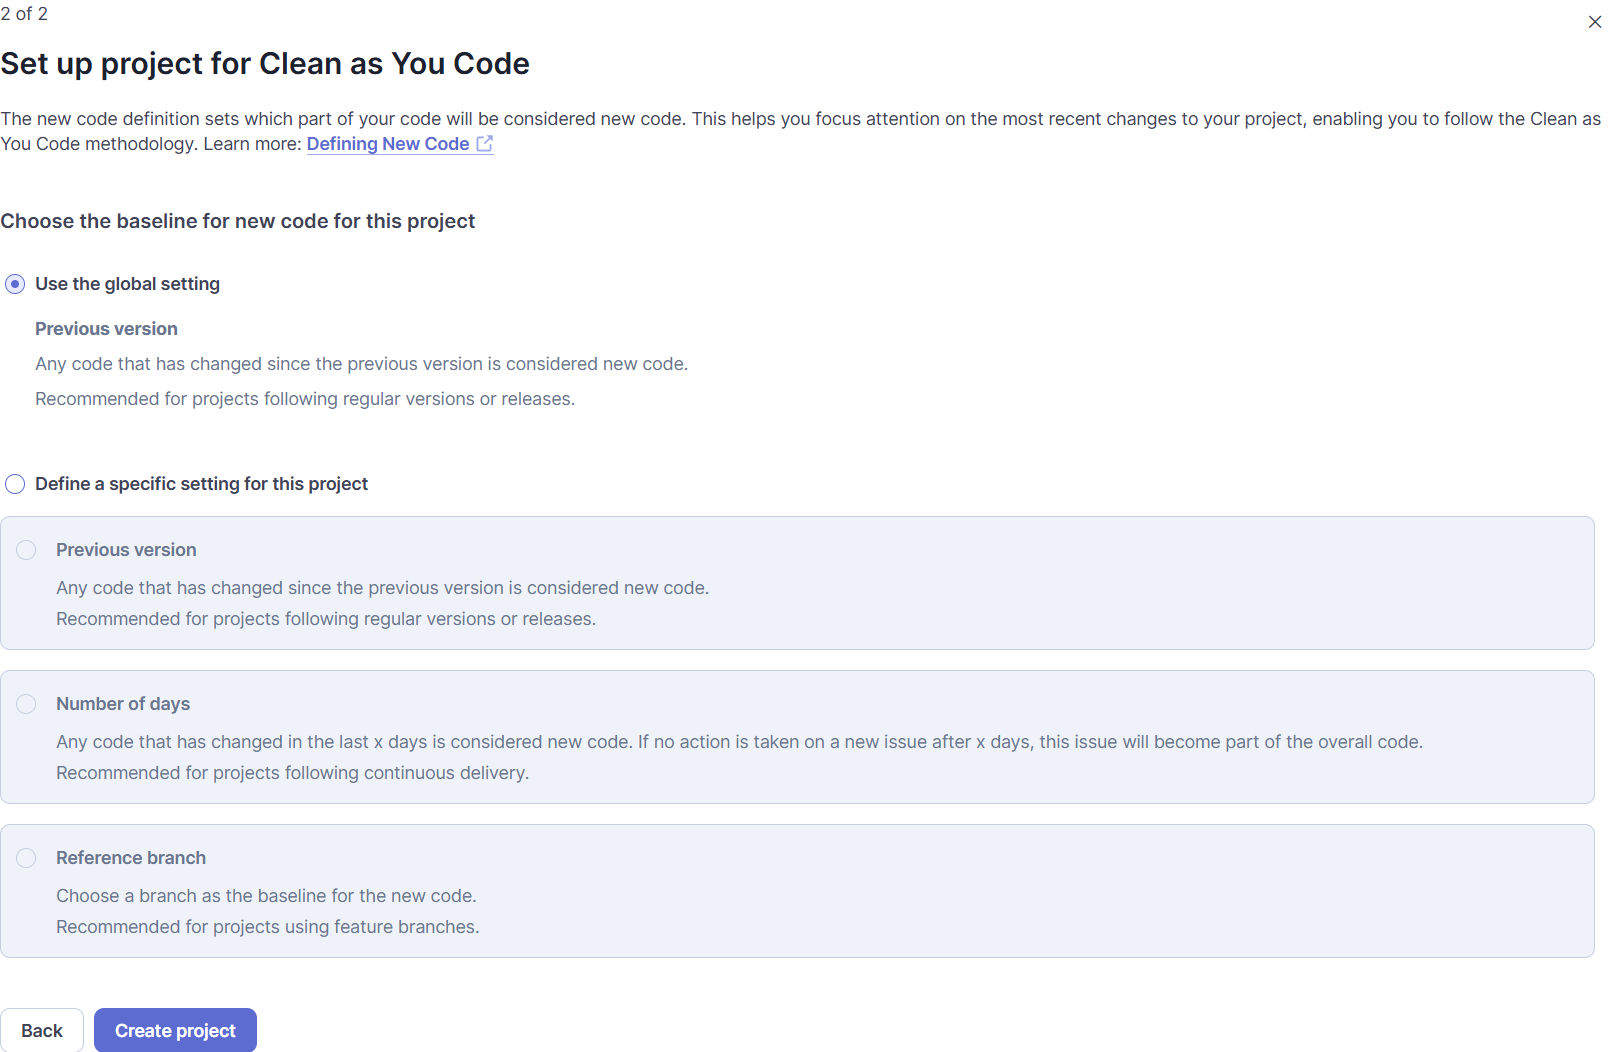 2 of 2
Set up project for Clean as You Code
The new code definition sets which part of your code will be considered new code. This helps you focus attention on the most recent changes to your project, enabling you to follow the Clean as
You Code methodology. Learn more: Defining New Code
Choose the baseline for new code for this project
Use the global setting
Previous version
Any code that has changed since the previous version is considered new code.
Recommended for projects following regular versions or releases.
Define a specific setting for this project
Previous version
Any code that has changed since the previous version is considered new code.
Recommended for projects following regular versions or releases.
Number of days
Any code that has changed in the last x days is considered new code. If no action is taken on a new issue after x days, this issue will become part of the overall code.
Recommended for projects following continuous delivery.
Reference branch
Choose a branch as the baseline for the new code.
Recommended for projects using feature branches.
Back Create project